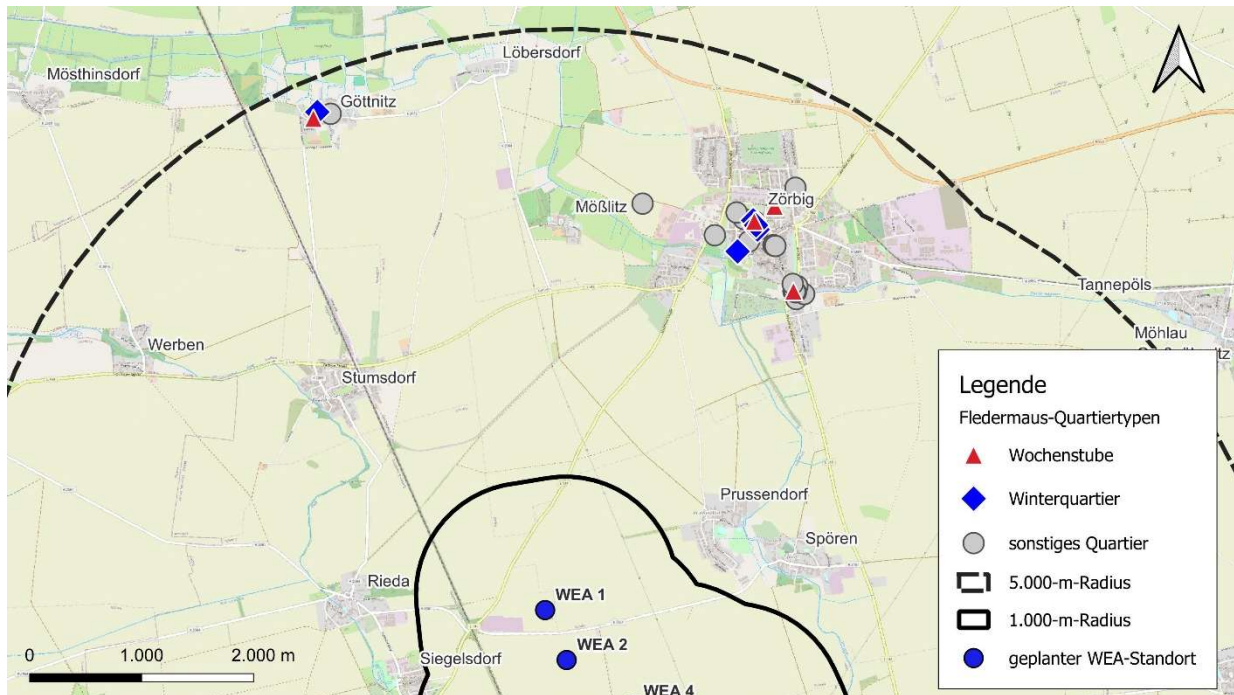 Löbersdorf
Mösthinsdorf
Göttnitz
Mößlitz
Zörbig
Tannepöls
Möhlau
Werben
Stumsdorf
Prussendorf
Spören
Rieda
WEA 1
WEA 2
Siegelsdorf
WEA 4
0 1.000 2.000 m
Legende
Fledermaus-Quartiertypen
Wochenstube
Winterquartier
sonstiges Quartier
5.000-m-Radius
1.000-m-Radius
geplanter WEA-Standort